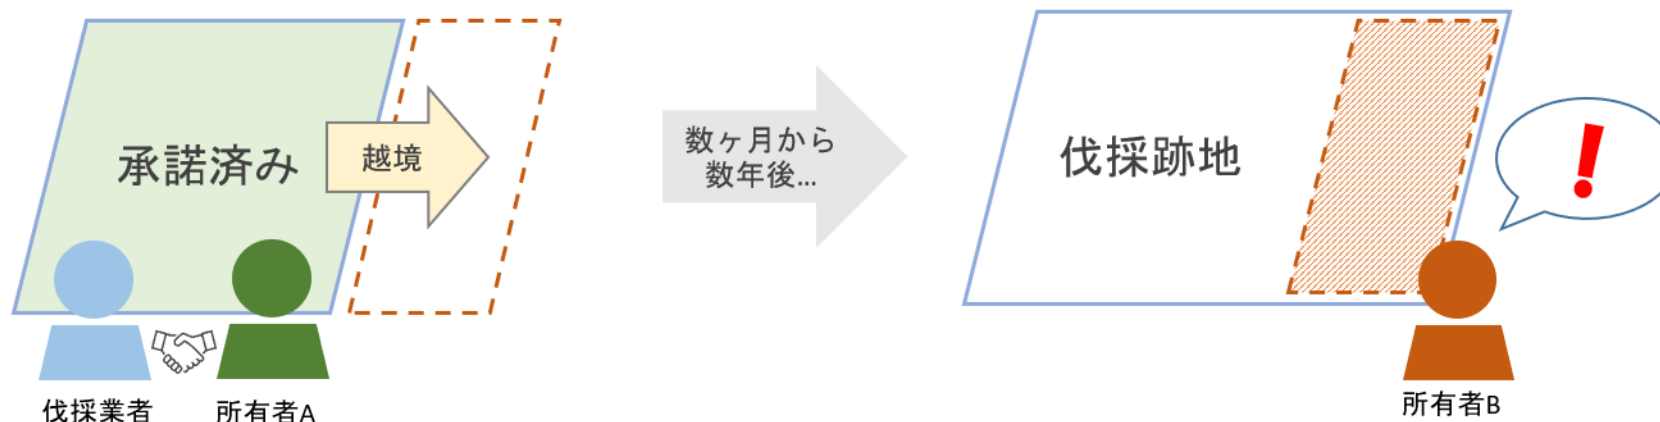 承諾済み
越境
伐採業者
所有者A
数ヶ月から
数年後...
伐採跡地
!
所有者B